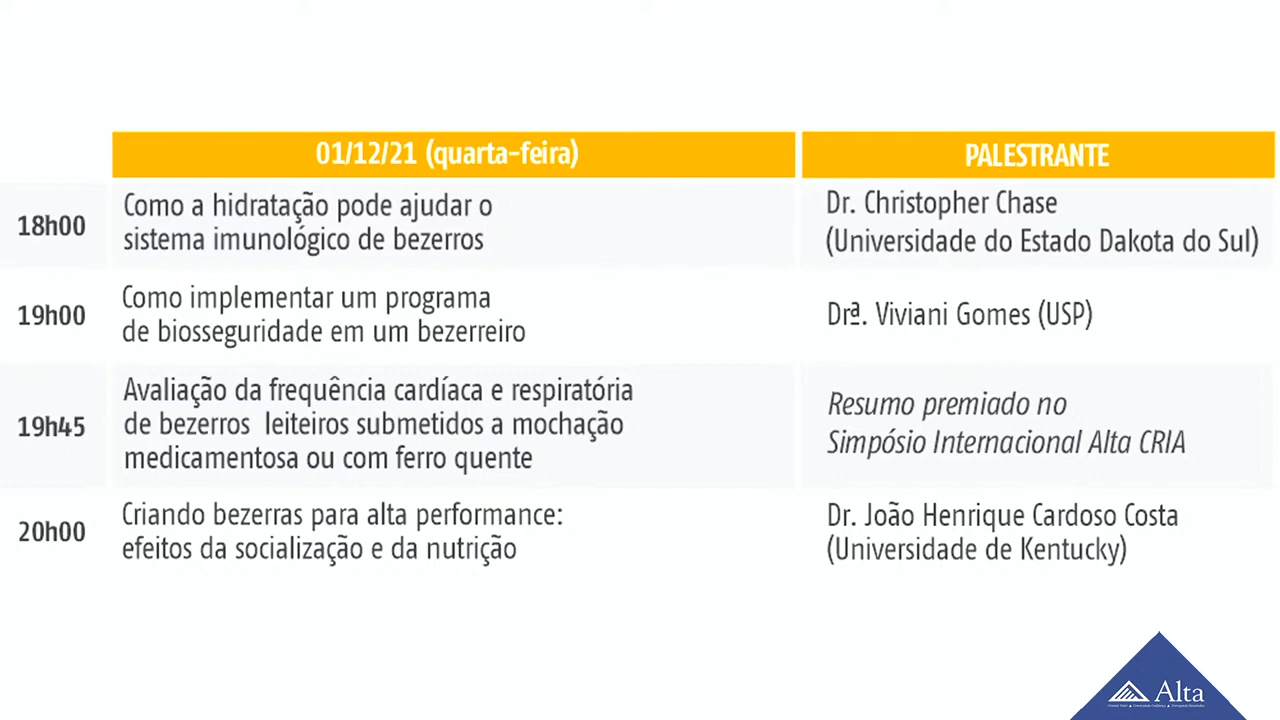 01/12/21 (quarta-feira)
PALESTRANTE
18h00
Como a hidratação pode ajudar o
sistema imunológico de bezerros
Dr. Christopher Chase
(Universidade do Estado Dakota do Sul)
19h00
Como implementar um programa
de biosseguridade em um bezerreiro
Drª. Viviani Gomes (USP)
19h45
Avaliação da frequência cardíaca e respiratória
de bezerros leiteiros submetidos a mochação
medicamentosa ou com ferro quente
Resumo premiado no
Simpósio Internacional Alta CRIA
20h00
Criando bezerras para alta performance:
efeitos da socialização e da nutrição
Dr. João Henrique Cardoso Costa
(Universidade de Kentucky)
Alta